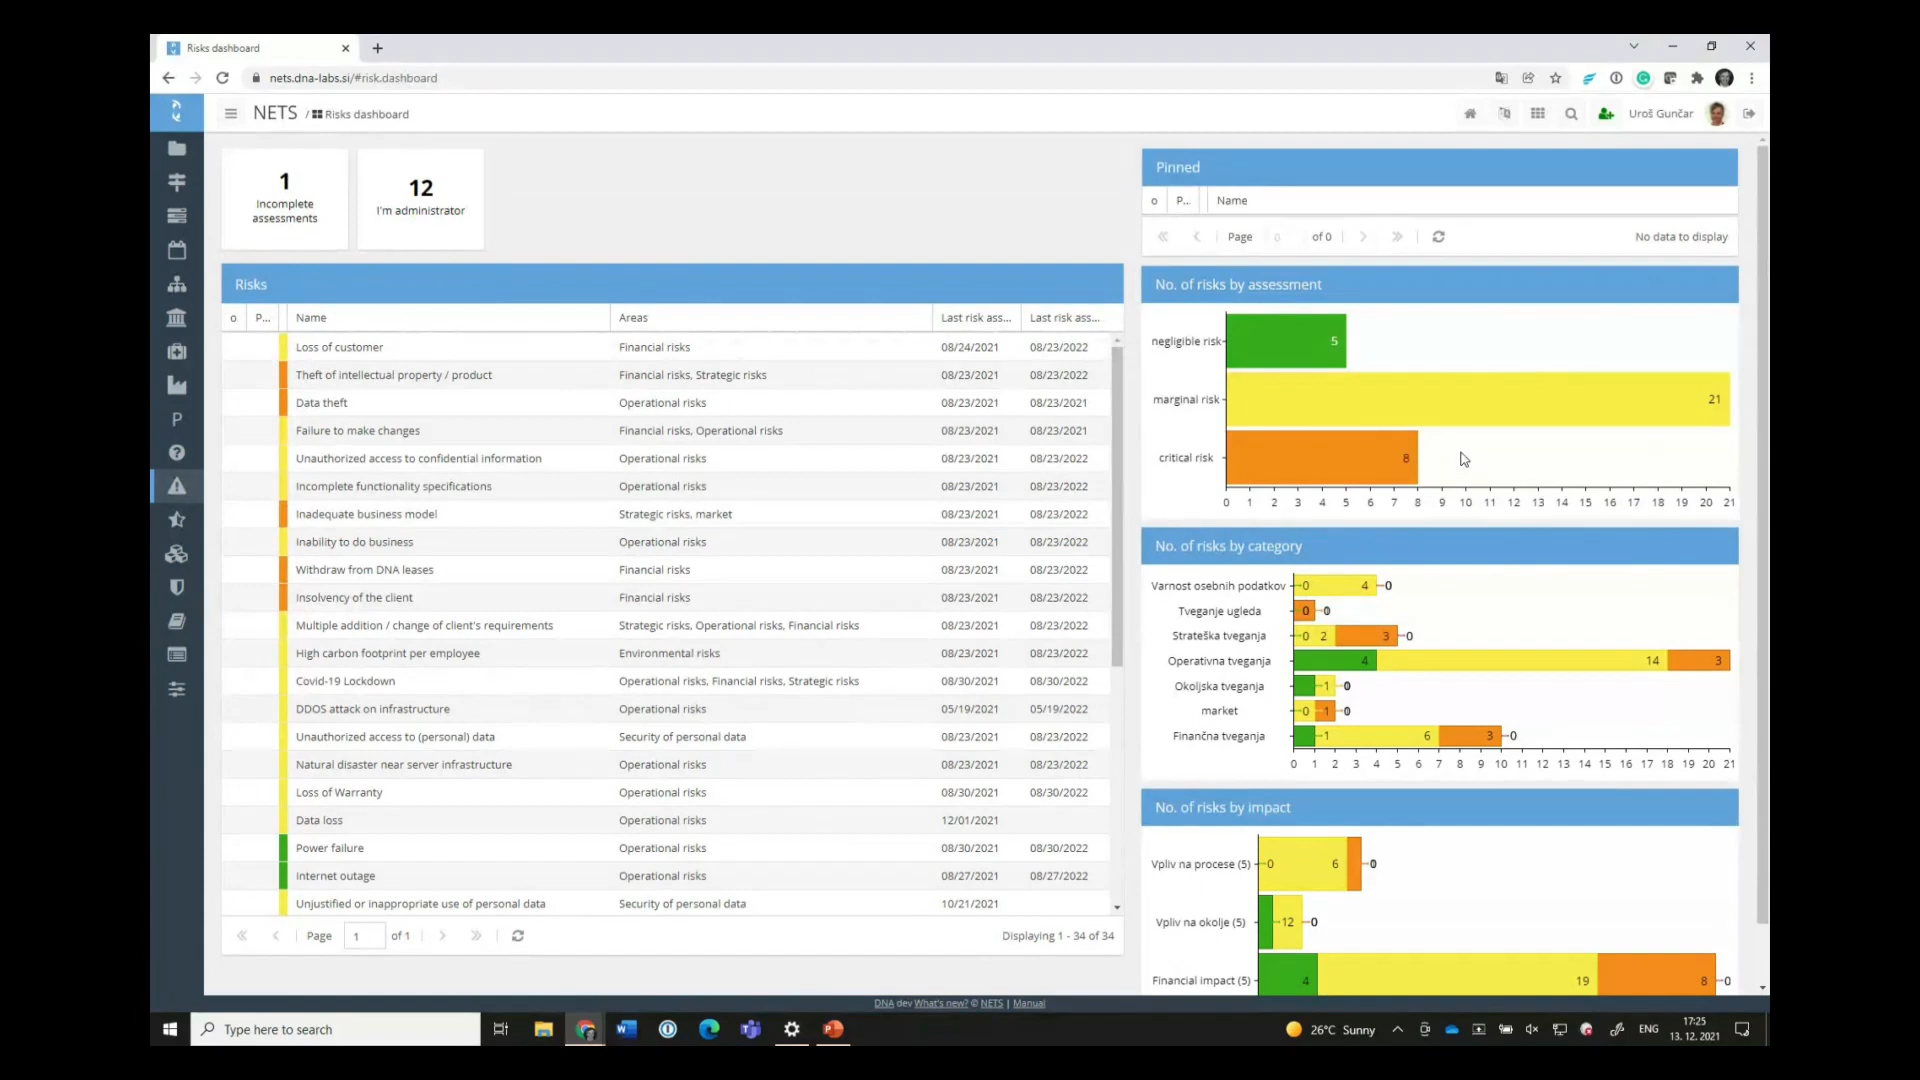 Risks dashboard
nets.dna-labs.si/#risk.dashboard
NETS / Risks dashboard
Uroš Gunčar
1
Incomplete
assessments
12
I'm administrator
Risks
o P... Name Areas Last risk ass... Last risk ass...
Loss of customer Financial risks 08/24/2021 08/23/2022
Theft of intellectual property / product Financial risks, Strategic risks 08/23/2021 08/23/2022
Data theft Operational risks 08/23/2021 08/23/2021
Failure to make changes Financial risks, Operational risks 08/23/2021 08/23/2021
Unauthorized access to confidential information Operational risks 08/23/2021 08/23/2022
Incomplete functionality specifications Operational risks 08/23/2021 08/23/2022
Inadequate business model Strategic risks, market 08/23/2021 08/23/2022
Inability to do business Operational risks 08/23/2021 08/23/2022
Withdraw from DNA leases Financial risks 08/23/2021 08/23/2022
Insolvency of the client Financial risks 08/23/2021 08/23/2022
Multiple addition / change of client's requirements Strategic risks, Operational risks, Financial risks 08/23/2021 08/23/2022
High carbon footprint per employee Environmental risks 08/23/2021 08/23/2022
Covid-19 Lockdown Operational risks, Financial risks, Strategic risks 08/30/2021 08/30/2022
DDOS attack on infrastructure Operational risks 05/19/2021 05/19/2022
Unauthorized access to (personal) data Security of personal data 08/23/2021 08/23/2022
Natural disaster near server infrastructure Operational risks 08/23/2021 08/23/2022
Loss of Warranty Operational risks 08/30/2021 08/30/2022
Data loss Operational risks 12/01/2021
Power failure Operational risks 08/30/2021 08/30/2022
Internet outage Operational risks 08/27/2021 08/27/2022
Unjustified or inappropriate use of personal data Security of personal data 10/21/2021
Page 1 of 1 Displaying 1 - 34 of 34
Pinned
o P... Name
Page 0 of 0 No data to display
No. of risks by assessment
negligible risk 5
marginal risk 21
critical risk 8
0 1 2 3 4 5 6 7 8 9 10 11 12 13 14 15 16 17 18 19 20 21
No. of risks by category
Varnost osebnih podatkov 0 4 0
Tveganje ugleda 0 0
Strateška tveganja 0 2 3 0
Operativna tveganja 4 14 3
Okoljska tveganja 1 0
market 0 1 0
Finančna tveganja 1 6 3 0
0 1 2 3 4 5 6 7 8 9 10 11 12 13 14 15 16 17 18 19 20 21
No. of risks by impact
Vpliv na procese (5) 0 6 0
Vpliv na okolje (5) 12 0
Financial impact (5) 4 19 8 0
DNA dev What's new? © NETS | Manual
Type here to search
26°C Sunny
ENG
17:25
13. 12. 2021